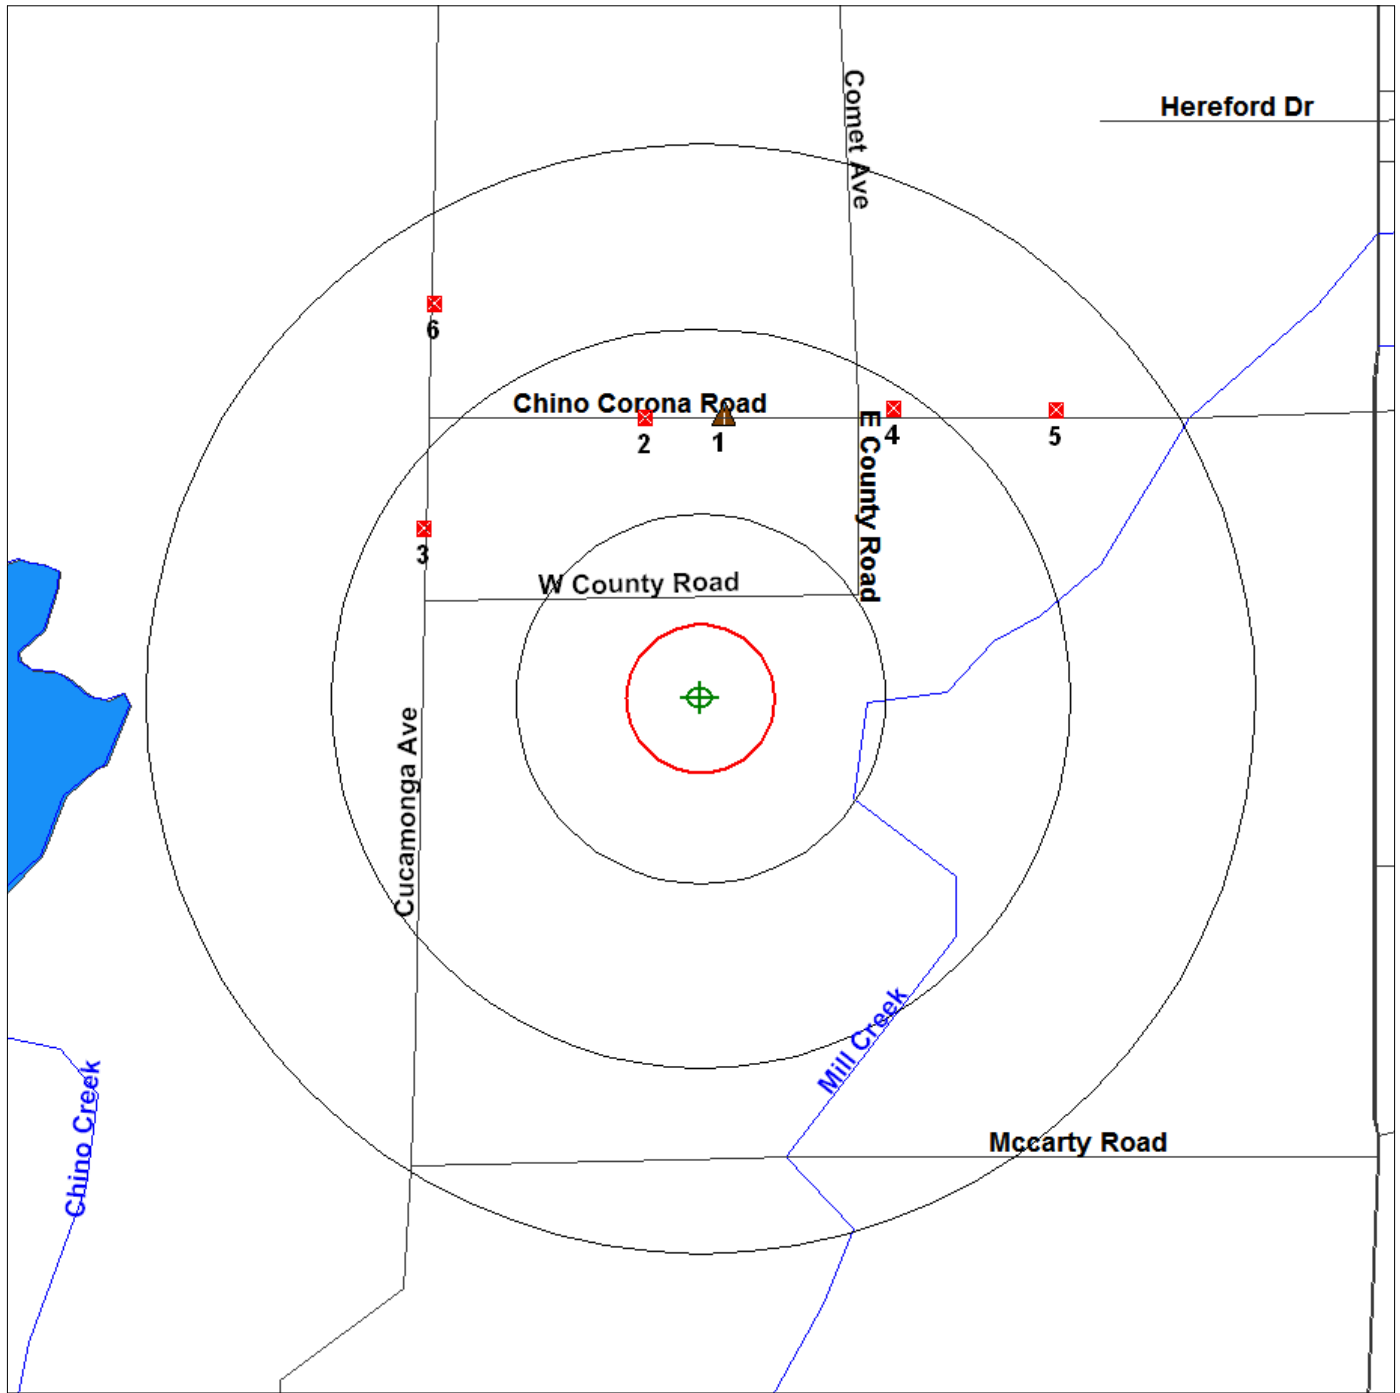 Hereford Dr
Comet Ave
6
Chino Corona Road
2
1
4
5
E County Road
3
W County Road
Cucamonga Ave
Mill Creek
Chino Creek
Mccarty Road